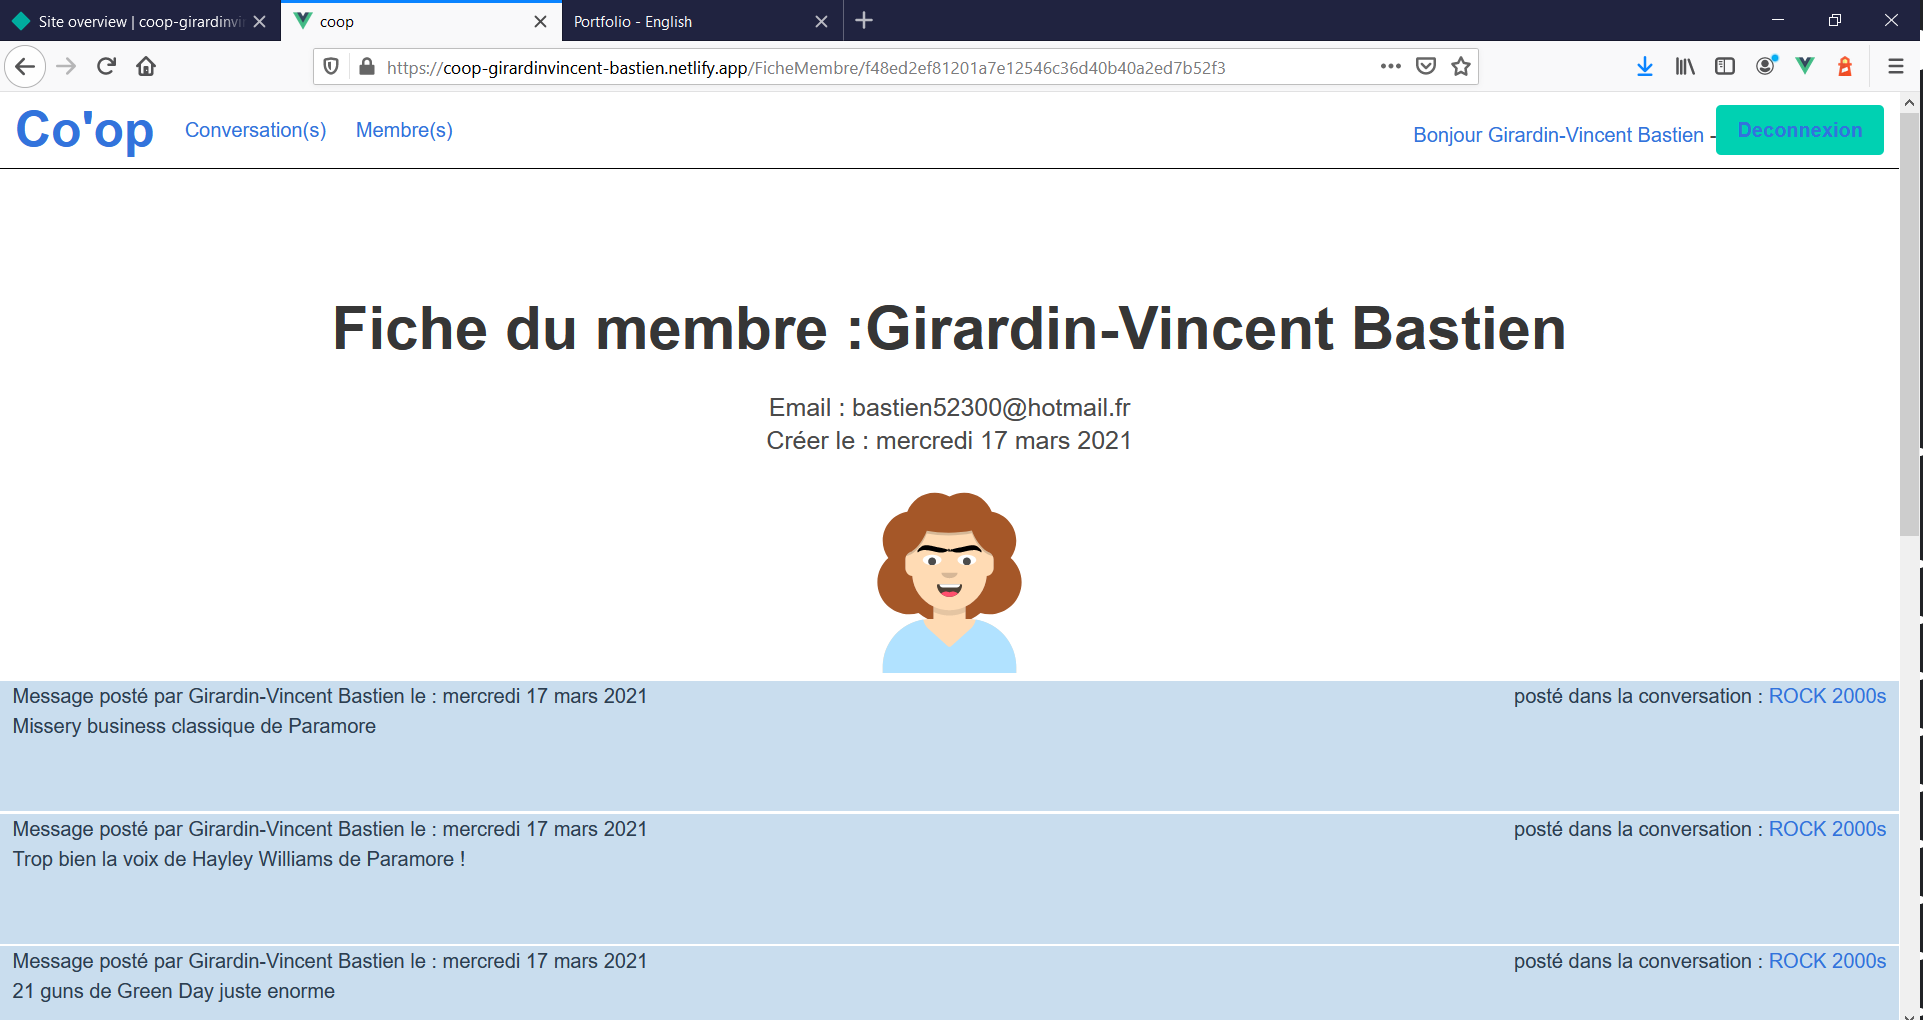 Site overview | coop-girardinvi
coop
Portfolio - English
https://coop-girardinvincent-bastien.netlify.app/FicheMembre/f48ed2ef81201a7e12546c36d40b40a2ed7b52f3
Co'op Conversation(s) Membre(s) Bonjour Girardin-Vincent Bastien - Deconnexion
Fiche du membre :Girardin-Vincent Bastien
Email : bastien52300@hotmail.fr
Créer le : mercredi 17 mars 2021
Message posté par Girardin-Vincent Bastien le : mercredi 17 mars 2021 posté dans la conversation : ROCK 2000s
Missery business classique de Paramore
Message posté par Girardin-Vincent Bastien le : mercredi 17 mars 2021 posté dans la conversation : ROCK 2000s
Trop bien la voix de Hayley Williams de Paramore !
Message posté par Girardin-Vincent Bastien le : mercredi 17 mars 2021 posté dans la conversation : ROCK 2000s
21 guns de Green Day juste enorme